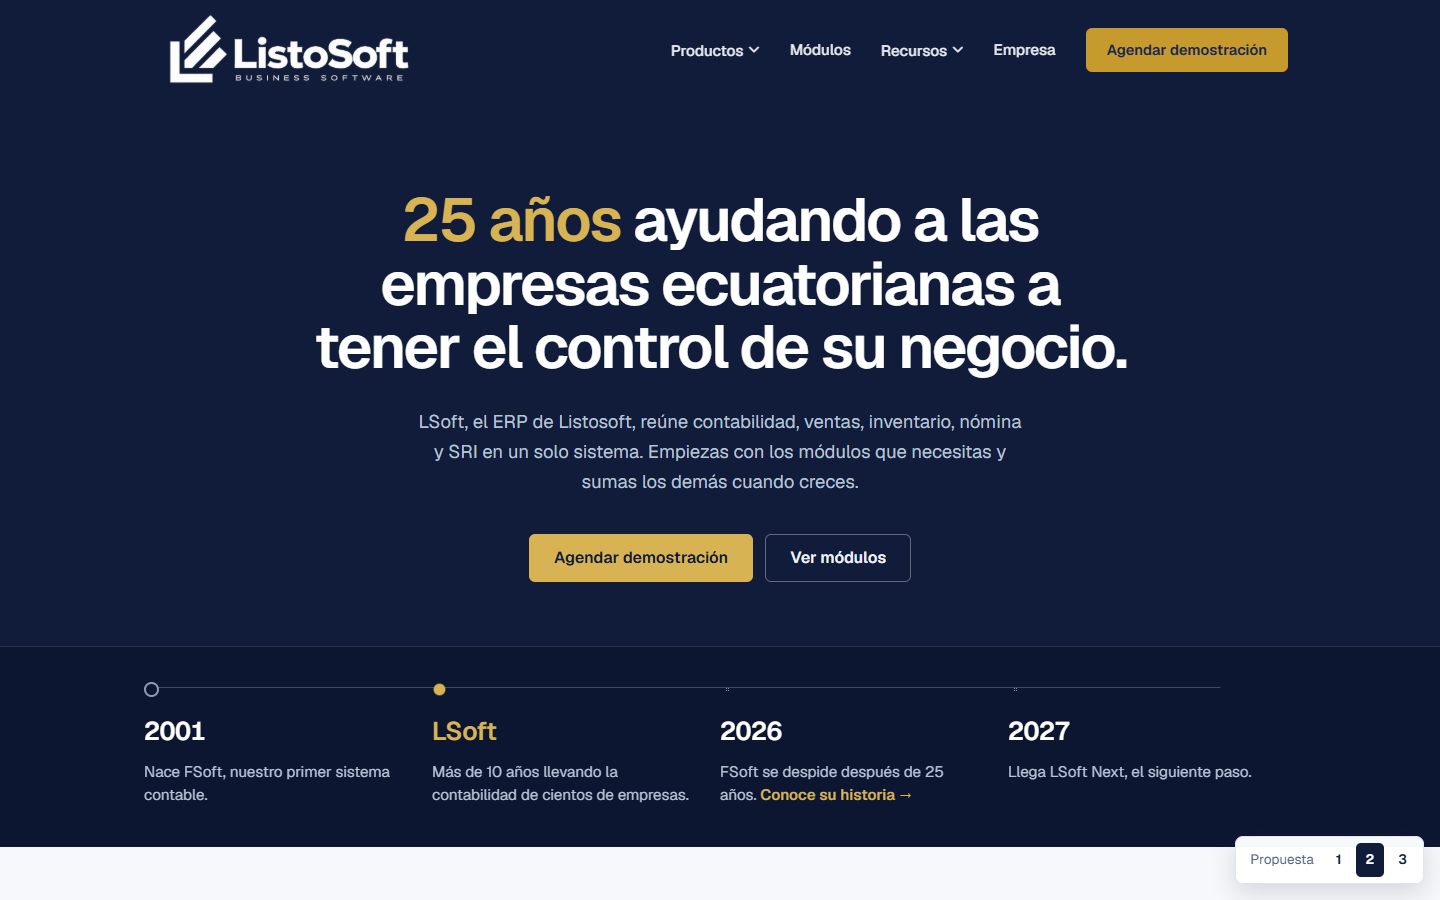 ListoSoft
BUSINESS SOFTWARE
Productos
Módulos
Recursos
Empresa
Agendar demostración
25 años ayudando a las
empresas ecuatorianas a
tener el control de su negocio.
LSoft, el ERP de Listosoft, reúne contabilidad, ventas, inventario, nómina
y SRI en un solo sistema. Empiezas con los módulos que necesitas y
sumas los demás cuando creces.
Agendar demostración
Ver módulos
2001
Nace FSoft, nuestro primer sistema
contable.
LSoft
Más de 10 años llevando la
contabilidad de cientos de empresas.
2026
FSoft se despide después de 25
años. Conoce su historia →
2027
Llega LSoft Next, el siguiente paso.
Propuesta 1 2 3